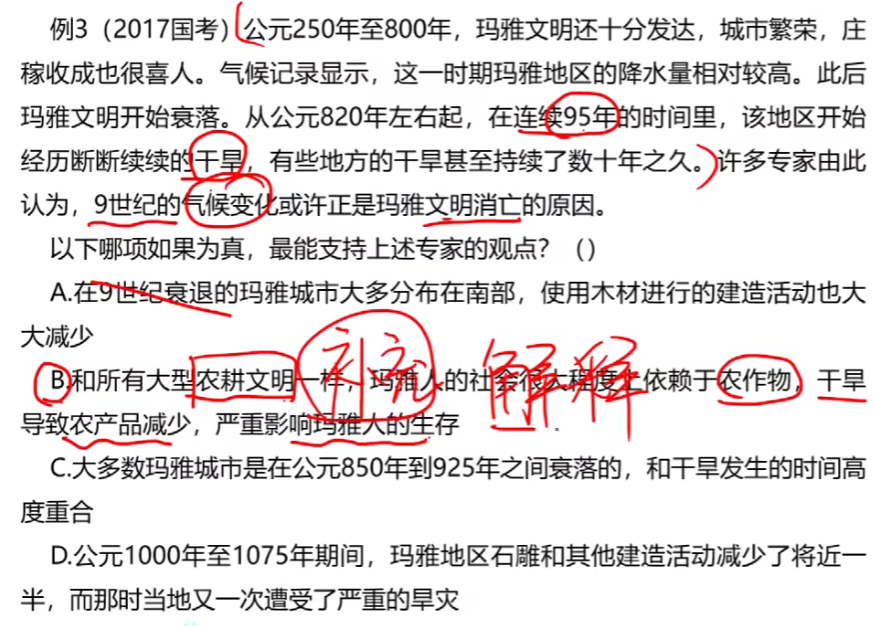 例3（2017国考）公元250年至800年，玛雅文明还十分发达，城市繁荣，庄
稼收成也很喜人。气候记录显示，这一时期玛雅地区的降水量相对较高。此后
玛雅文明开始衰落。从公元820年左右起，在连续95年的时间里，该地区开始
经历断断续续的干旱，有些地方的干旱甚至持续了数十年之久。许多专家由此
认为，9世纪的气候变化或许正是玛雅文明消亡的原因。
以下哪项如果为真，最能支持上述专家的观点？（）
A.在9世纪衰退的玛雅城市大多分布在南部，使用木材进行的建造活动也大
大减少
补充 解释
B.和所有大型农耕文明一样，玛雅人的社会很大程度上依赖于农作物，干旱
导致农产品减少，严重影响玛雅人的生存
C.大多数玛雅城市是在公元850年到925年之间衰落的，和干旱发生的时间高
度重合
D.公元1000年至1075年期间，玛雅地区石雕和其他建造活动减少了将近一
半，而那时当地又一次遭受了严重的旱灾